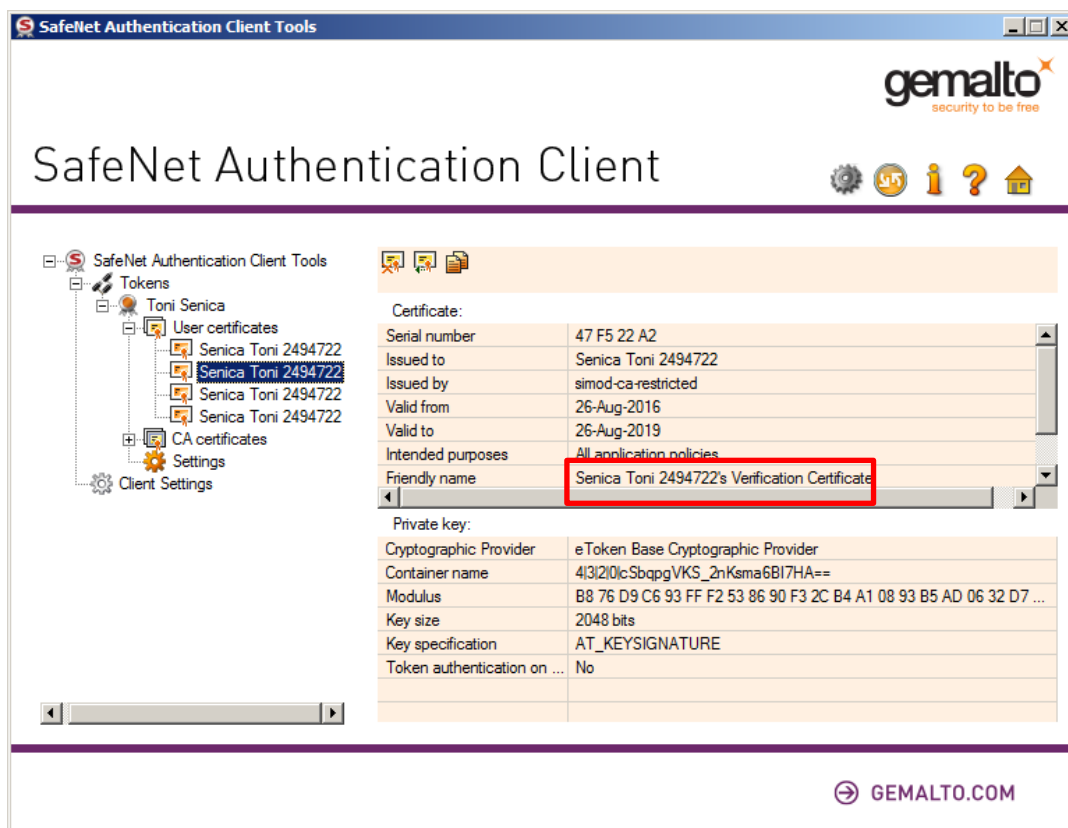 SafeNet Authentication Client Tools
gemalto
security to be free
SafeNet Authentication Client
SafeNet Authentication Client Tools
Tokens
Toni Senica
User certificates
Senica Toni 2494722
Senica Toni 2494722
Senica Toni 2494722
Senica Toni 2494722
CA certificates
Settings
Client Settings
Certificate:
Serial number 47 F5 22 A2
Issued to Senica Toni 2494722
Issued by simod-ca-restricted
Valid from 26-Aug-2016
Valid to 26-Aug-2019
Intended purposes All application policies
Friendly name Senica Toni 2494722's Verification Certificate
Private key:
Cryptographic Provider eToken Base Cryptographic Provider
Container name 4|3|2|0|cSbqpgVKS_2nKsma6BI7HA==
Modulus B8 76 D9 C6 93 FF F2 53 86 90 F3 2C B4 A1 08 93 B5 AD 06 32 D7 ...
Key size 2048 bits
Key specification AT_KEYSIGNATURE
Token authentication on ... No
GEMALTO.COM